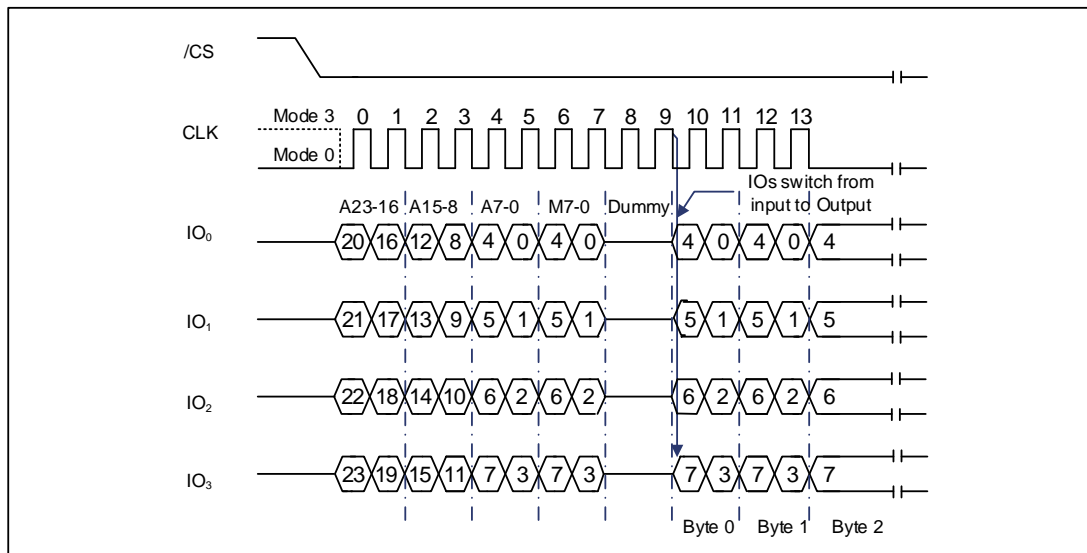 /CS
Mode 3 0 1 2 3 4 5 6 7 8 9 10 11 12 13
CLK
Mode 0
IOs switch from
input to Output
A23-16 A15-8 A7-0 M7-0 Dummy
IO₀ 20 16 12 8 4 0 4 0 4 0 4 0 4
IO₁ 21 17 13 9 5 1 5 1 5 1 5 1 5
IO₂ 22 18 14 10 6 2 6 2 6 2 6 2 6
IO₃ 23 19 15 11 7 3 7 3 7 3 7 3 7
Byte 0 Byte 1 Byte 2